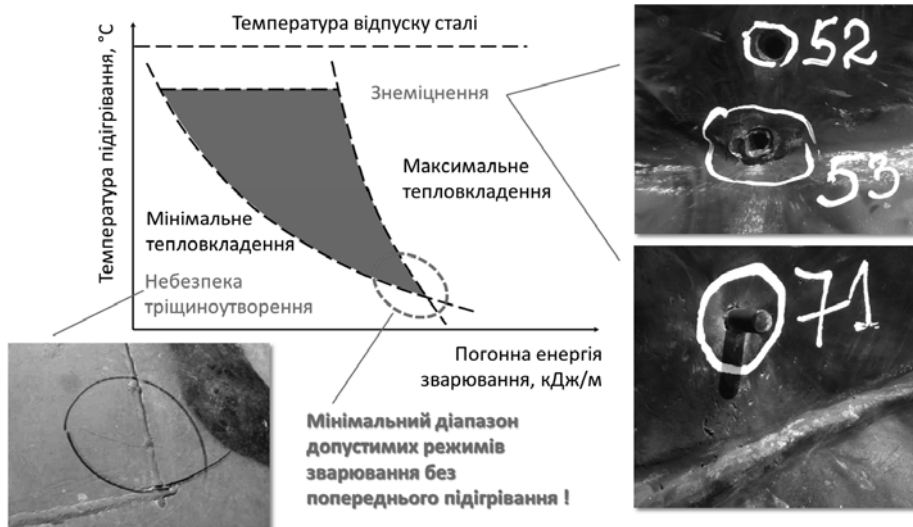 Температура відпуску сталі
Температура підігрівання, °С
Знеміцнення
Максимальне
тепловкладення
Мінімальне
тепловкладення
Небезпека
тріщиноутворення
Погонна енергія
зварювання, кДж/м
Мінімальний діапазон
допустимих режимів
зварювання без
попереднього підігрівання !
52
53
71